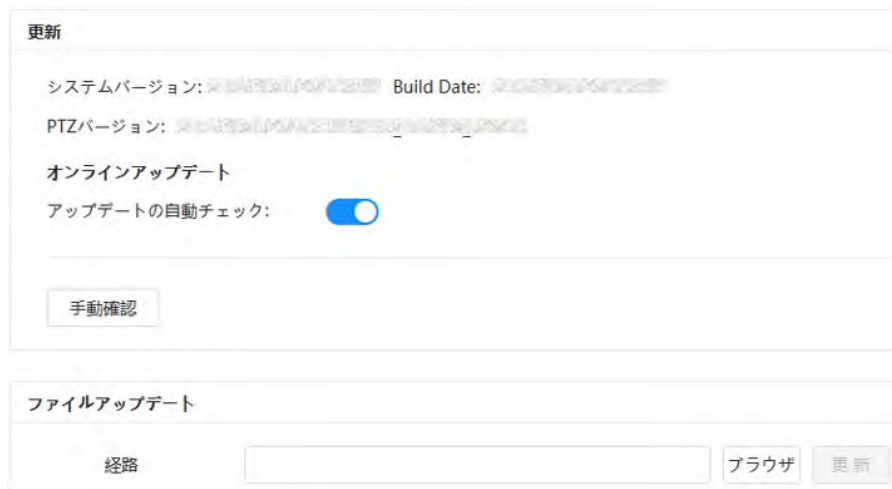 更新
システムバージョン: Build Date:
PTZバージョン:
オンラインアップデート
アップデートの自動チェック:
手動確認
ファイルアップデート
経路 ブラウザ 更新